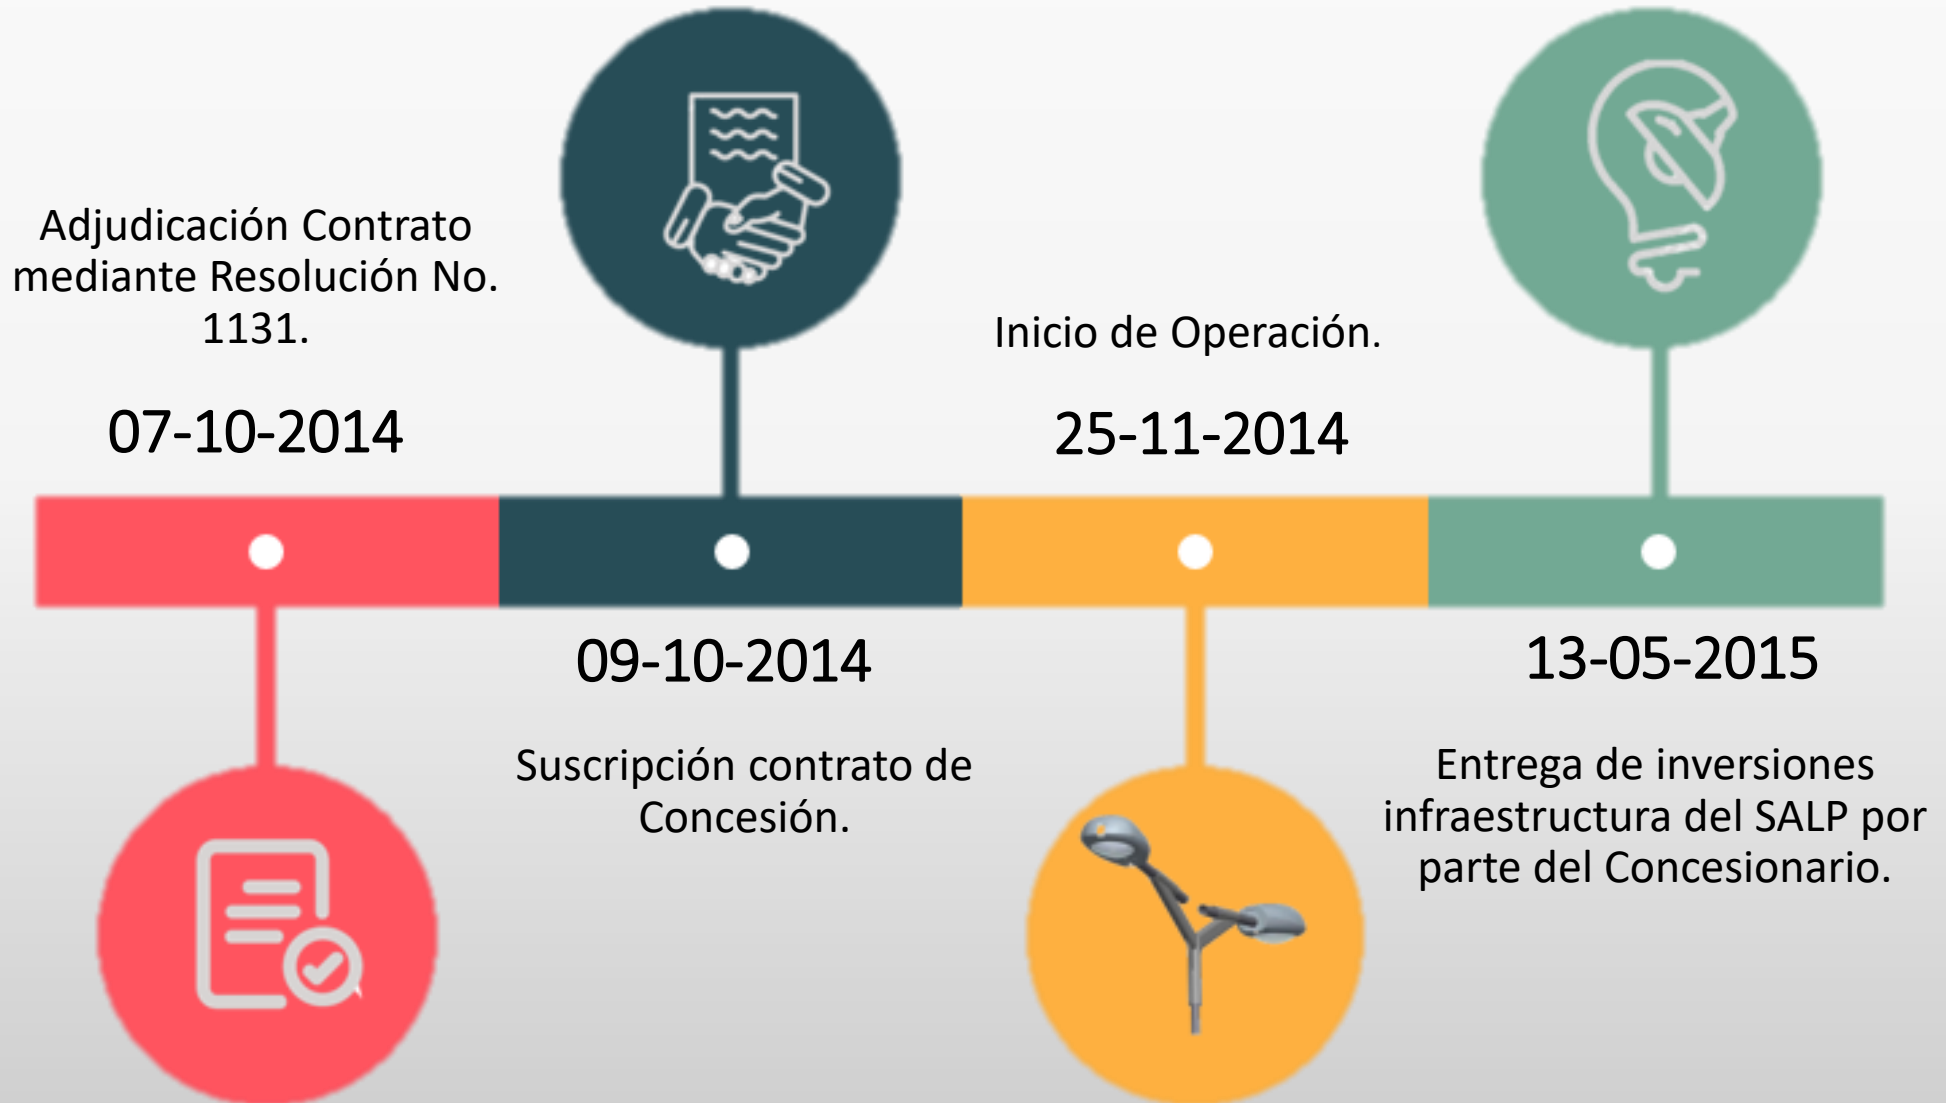 Adjudicación Contrato
mediante Resolución No.
1131.
07-10-2014
09-10-2014
Suscripción contrato de
Concesión.
Inicio de Operación.
25-11-2014
13-05-2015
Entrega de inversiones
infraestructura del SALP por
parte del Concesionario.